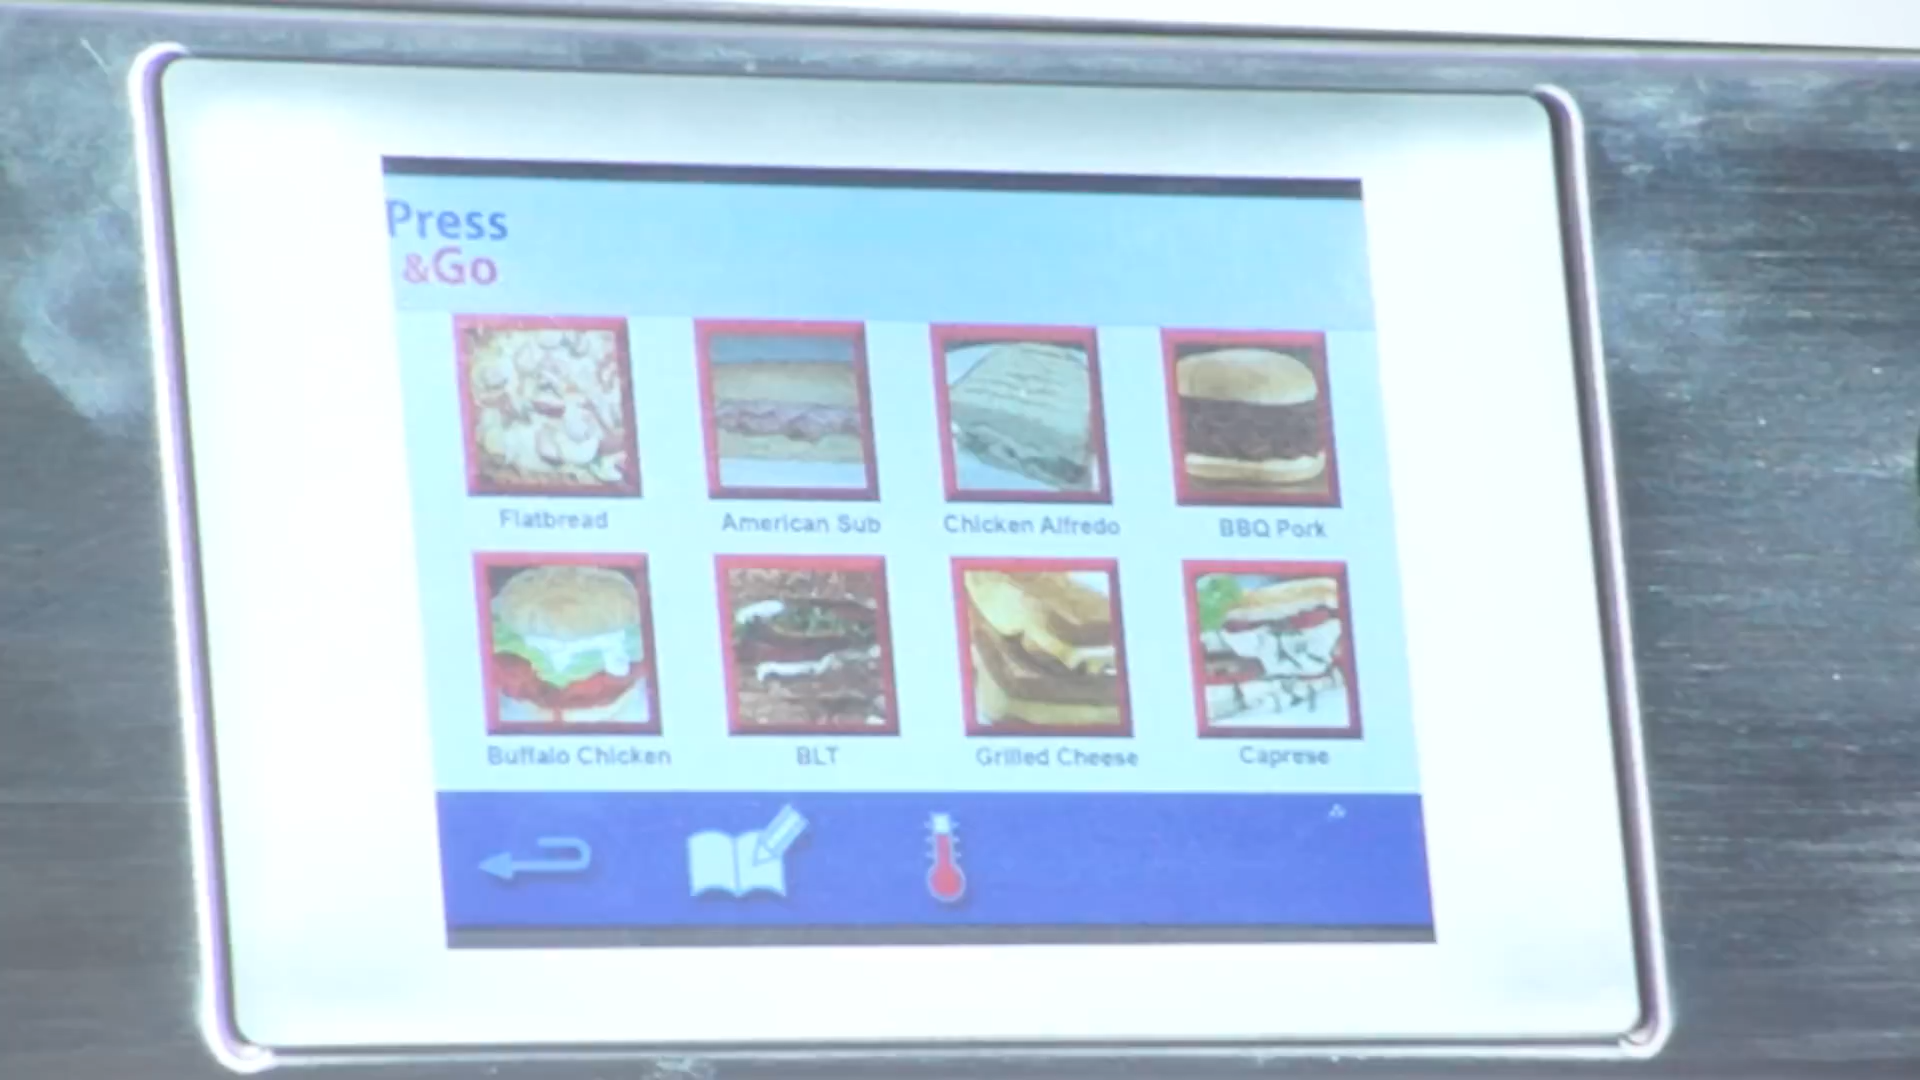 Press
&Go
Flatbread
American Sub
Chicken Alfredo
BBQ Pork
Buffalo Chicken
BLT
Grilled Cheese
Caprese